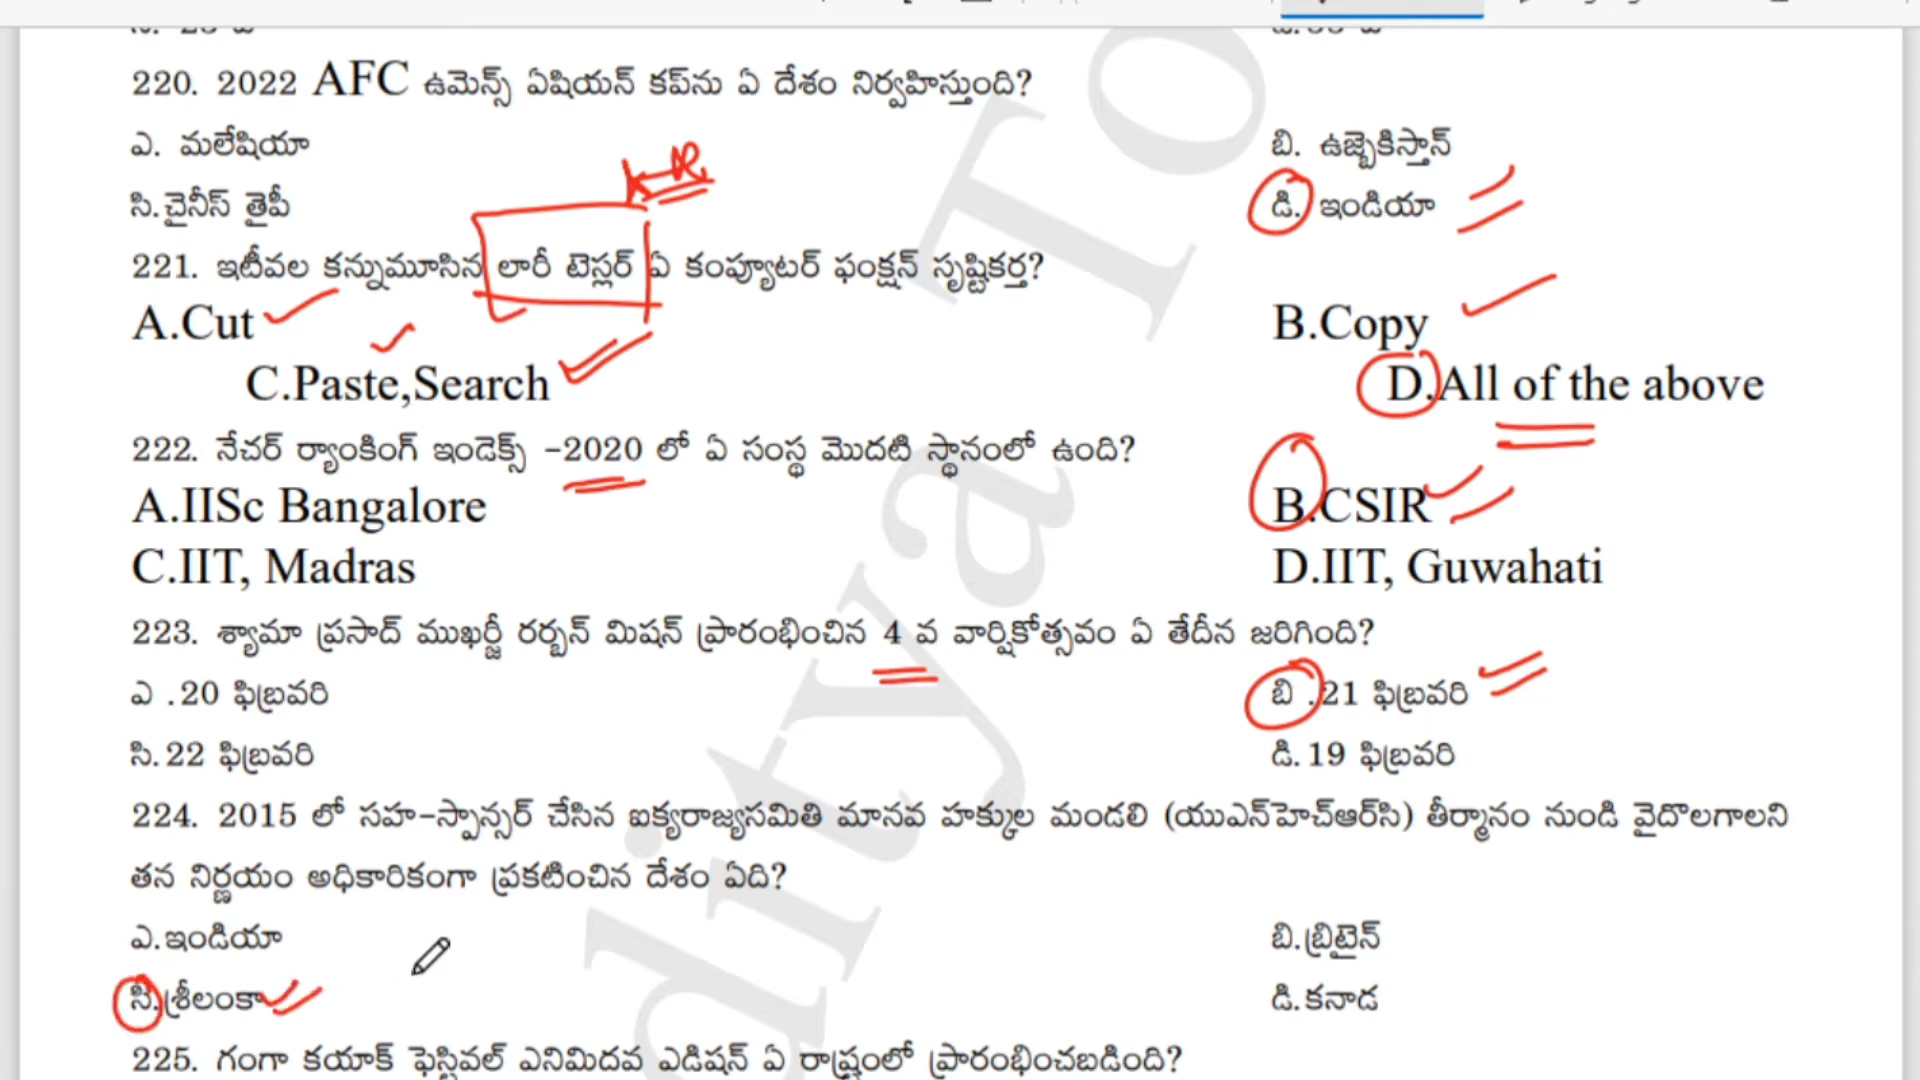 220. 2022 AFC ఉమెన్స్ ఏషియన్ కప్‌ను ఏ దేశం నిర్వహిస్తుంది?
ఎ. మలేషియా
బి. ఉజ్బెకిస్తాన్
సి.చైనీస్ తైపీ
డి. ఇండియా
221. ఇటీవల కన్నుమూసిన లారీ టెస్లర్ ఏ కంప్యూటర్ ఫంక్షన్ సృష్టికర్త?
A.Cut
B.Copy
C.Paste,Search
D.All of the above
222. నేచర్ ర్యాంకింగ్ ఇండెక్స్ -2020 లో ఏ సంస్థ మొదటి స్థానంలో ఉంది?
A.IISc Bangalore
B.CSIR
C.IIT, Madras
D.IIT, Guwahati
223. శ్యామా ప్రసాద్ ముఖర్జీ రర్బన్ మిషన్ ప్రారంభించిన 4 వ వార్షికోత్సవం ఏ తేదీన జరిగింది?
ఎ .20 ఫిబ్రవరి
బి .21 ఫిబ్రవరి
సి.22 ఫిబ్రవరి
డి.19 ఫిబ్రవరి
224. 2015 లో సహ-స్పాన్సర్ చేసిన ఐక్యరాజ్యసమితి మానవ హక్కుల మండలి (యుఎన్‌హెచ్‌ఆర్‌సి) తీర్మానం నుండి వైదొలగాలని
తన నిర్ణయం అధికారికంగా ప్రకటించిన దేశం ఏది?
ఎ.ఇండియా
బి.బ్రిటైన్
సి.శ్రీలంకా
డి.కనాడ
225. గంగా కయాక్ ఫెస్టివల్ ఎనిమిదవ ఎడిషన్ ఏ రాష్ట్రంలో ప్రారంభించబడింది?